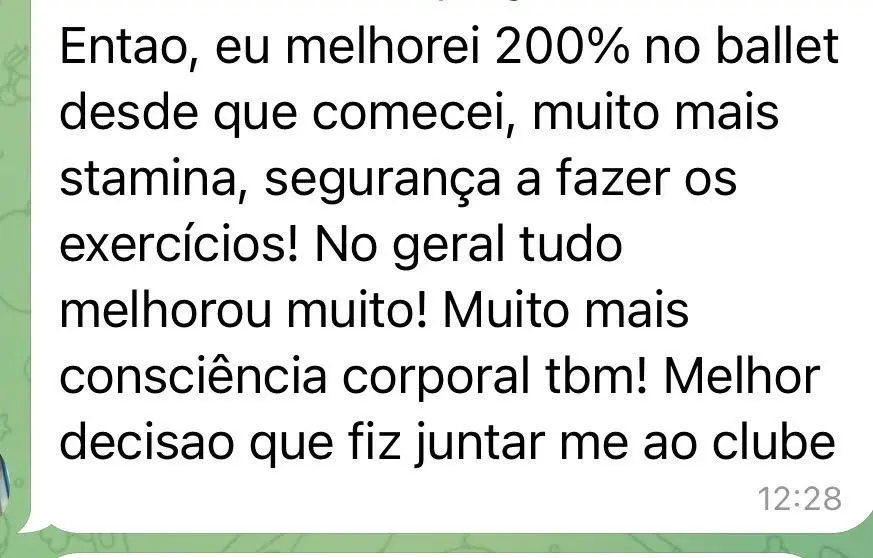 Entao, eu melhorei 200% no ballet
desde que comecei, muito mais
stamina, segurança a fazer os
exercícios! No geral tudo
melhorou muito! Muito mais
consciência corporal tbm! Melhor
decisao que fiz juntar me ao clube
12:28